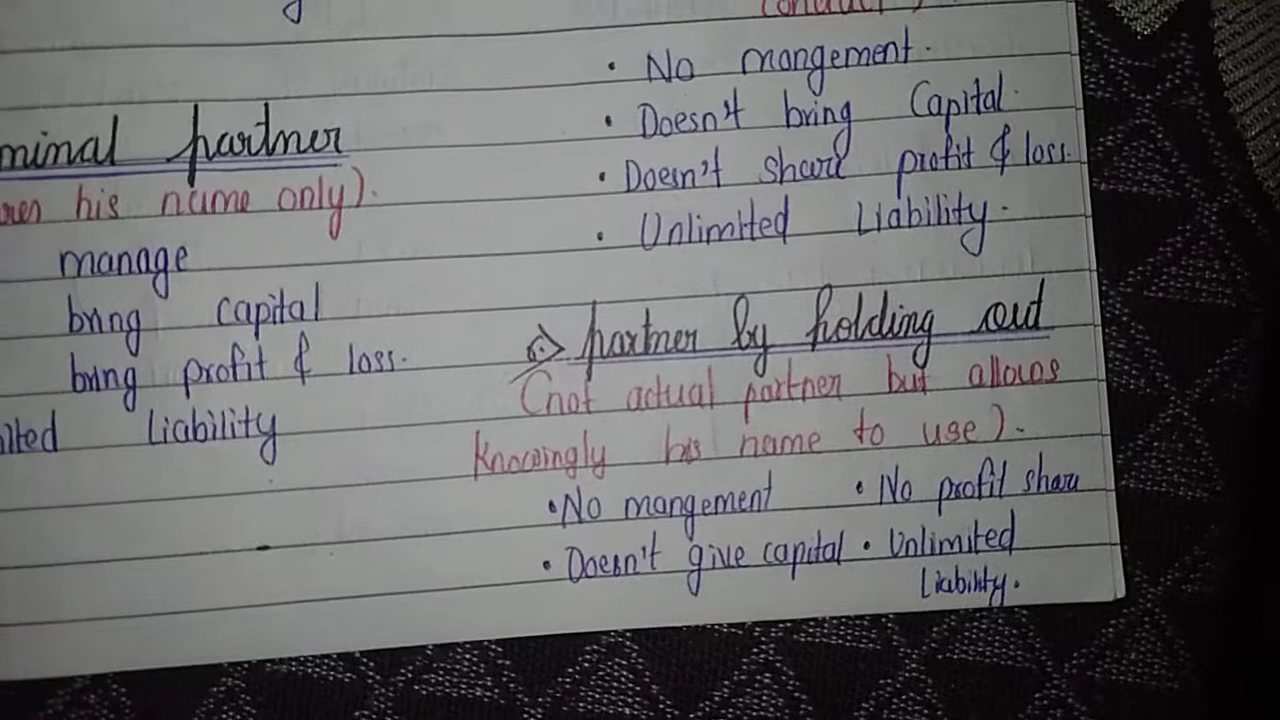 minal partner
his name only).
manage
bring capital
bring profit & loss.
Liability
• No mangement.
• Doesn't bring Capital.
• Doesn't share profit & loss.
• Unlimited Liability.
partner by holding out
(not actual partner but allows
Knowingly his name to use).
• No mangement • No profit share
• Doesn't give capital • Unlimited
Liability.